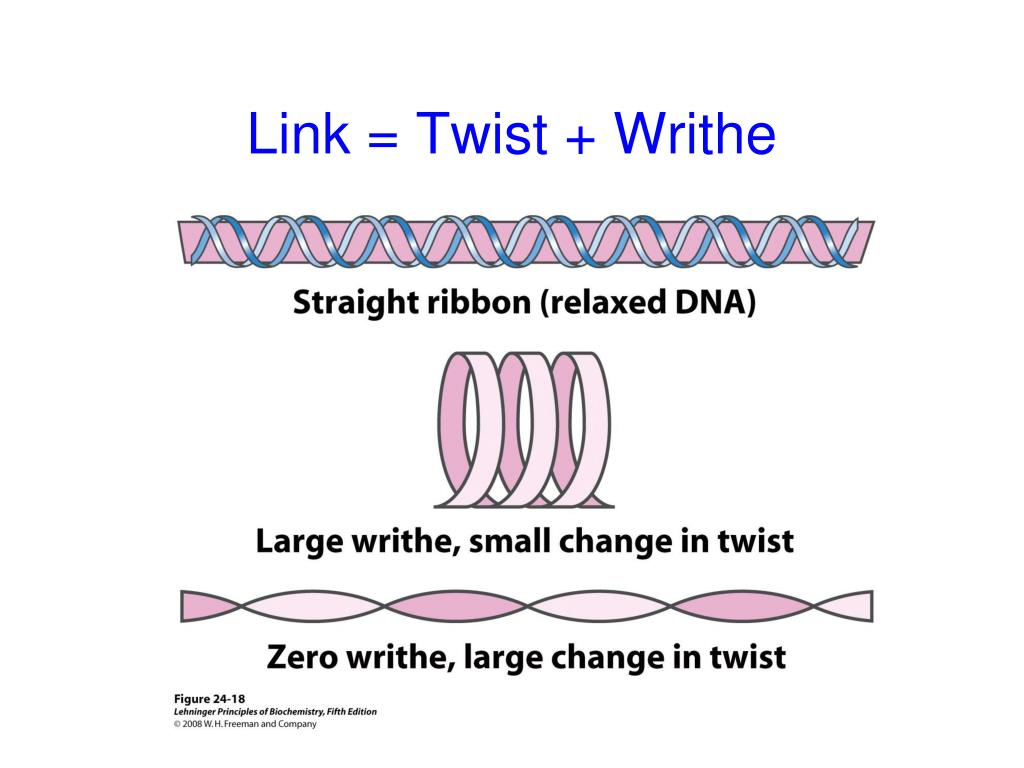 Link = Twist + Writhe
Straight ribbon (relaxed DNA)
Large writhe, small change in twist
Zero writhe, large change in twist
Figure 24-18
Lehninger Principles of Biochemistry, Fifth Edition
© 2008 W. H. Freeman and Company